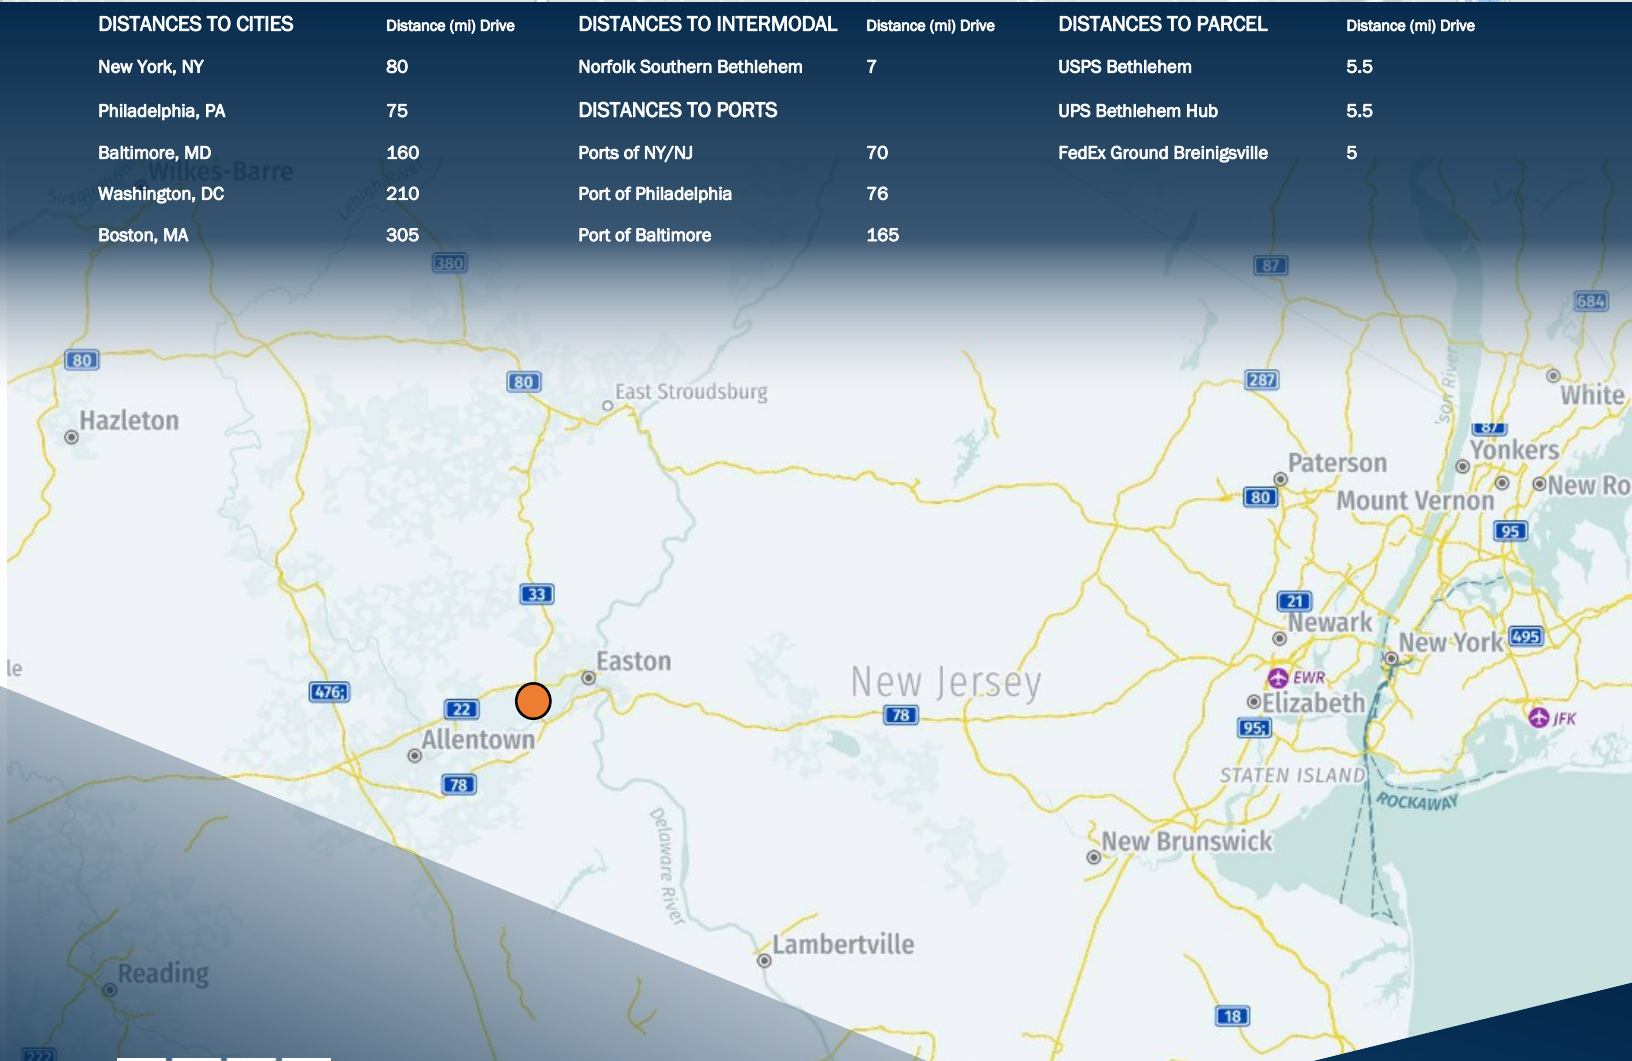 DISTANCES TO CITIES Distance (mi) Drive DISTANCES TO INTERMODAL Distance (mi) Drive DISTANCES TO PARCEL Distance (mi) Drive
New York, NY 80 Norfolk Southern Bethlehem 7 USPS Bethlehem 5.5
Philadelphia, PA 75 DISTANCES TO PORTS UPS Bethlehem Hub 5.5
Baltimore, MD 160 Ports of NY/NJ 70 FedEx Ground Breinigsville 5
Wilkes-Barre
Washington, DC 210 Port of Philadelphia 76
Lehigh River
Boston, MA 305 Port of Baltimore 165
380 87
684
80
80 East Stroudsburg 287 White
Hazleton
87
Yonkers
Paterson
80 Mount Vernon New Ro
95
33 21
Newark
New York 495
Easton
le
476; New Jersey EWR
22 78 Elizabeth JFK
95;
Allentown
78 STATEN ISLAND
ROCKAWAY
New Brunswick
Delaware River
Lambertville
Reading
18
222